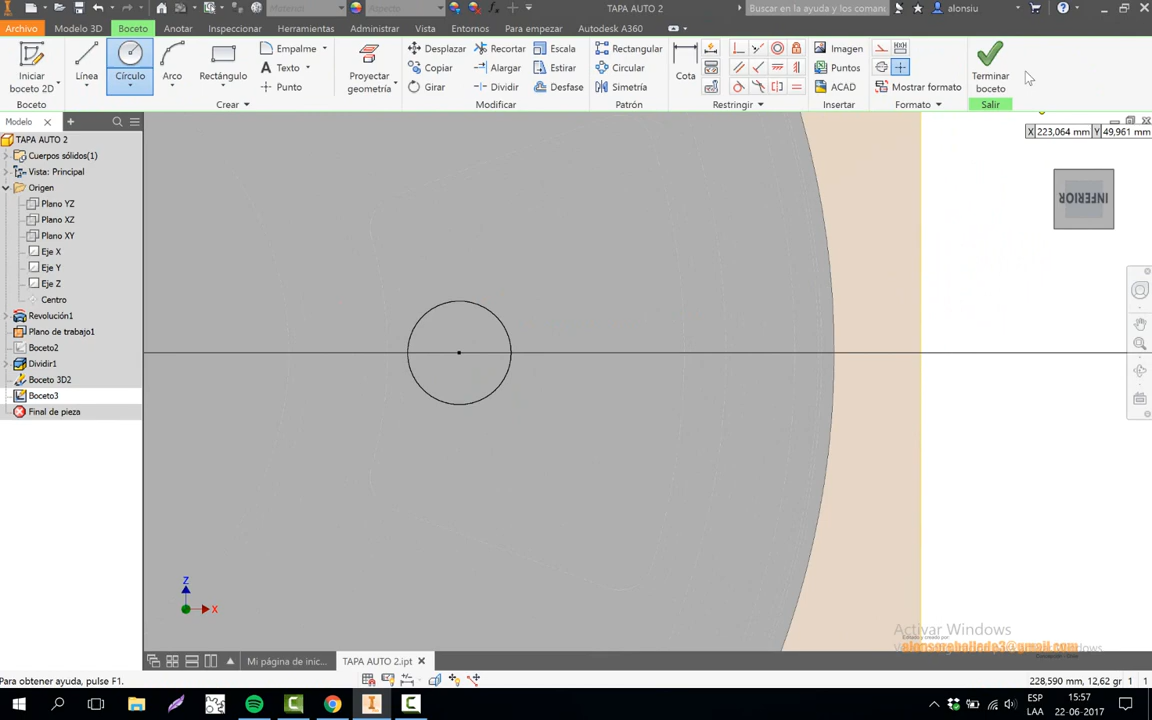 TAPA AUTO 2
Buscar en la ayuda y los coman
alonsiu
Archivo
Modelo 3D
Boceto
Anotar
Inspeccionar
Herramientas
Administrar
Vista
Entornos
Para empezar
Autodesk A360
Iniciar
boceto 2D
Línea
Círculo
Arco
Rectángulo
Empalme
Texto
Punto
Proyectar
geometría
Desplazar
Copiar
Girar
Recortar
Alargar
Dividir
Escala
Estirar
Desfase
Rectangular
Circular
Simetría
Cota
Imagen
Puntos
ACAD
Mostrar formato
Terminar
boceto
Boceto
Crear
Modificar
Patrón
Restringir
Insertar
Formato
Salir
Modelo
X 223,064 mm Y 49,961 mm
TAPA AUTO 2
Cuerpos sólidos(1)
Vista: Principal
Origen
Plano YZ
Plano XZ
Plano XY
Eje X
Eje Y
Eje Z
Centro
Revolución1
Plano de trabajo1
Boceto2
Dividir1
Boceto 3D2
Boceto3
Final de pieza
INFERIOR
Z
X
Activar Windows
alonsorebollede3@gmail.com
Mi página de inic...
TAPA AUTO 2.ipt
Para obtener ayuda, pulse F1.
228,590 mm, 12,62 gr 1 1
ESP
LAA
15:57
22-06-2017